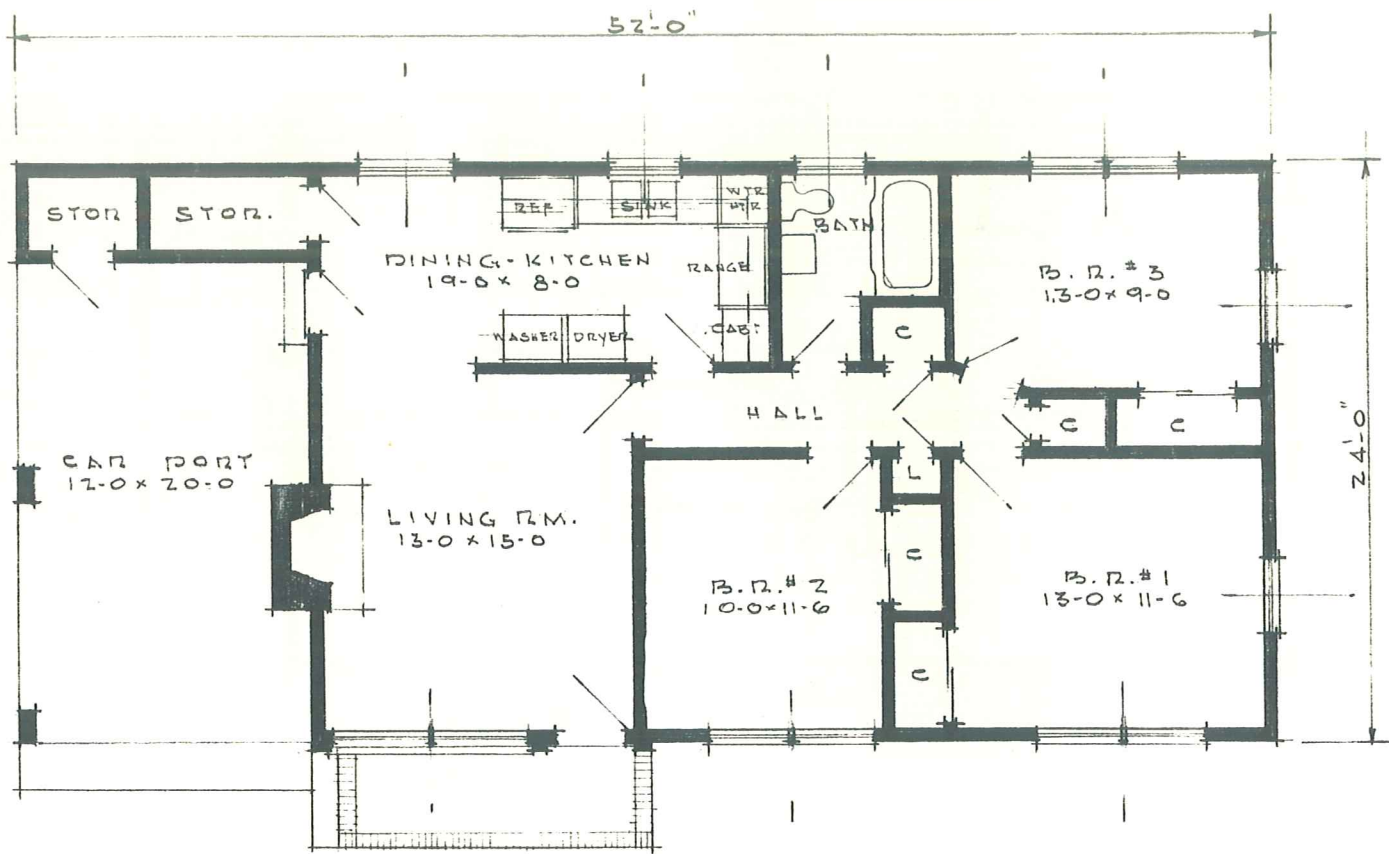 52'-0"
STOR
STOR.
REF
SINK
WTR
HTR
BATH
DINING-KITCHEN
19-0 x 8-0
RANGE
B.R. #3
13-0 x 9-0
WASHER
DRYER
CABT
C
HALL
C
C
24'-0"
CAR PORT
12-0 x 20-0
L
LIVING RM.
13-0 x 15-0
C
B.R. #2
10-0 x 11-6
B.R. #1
13-0 x 11-6
C